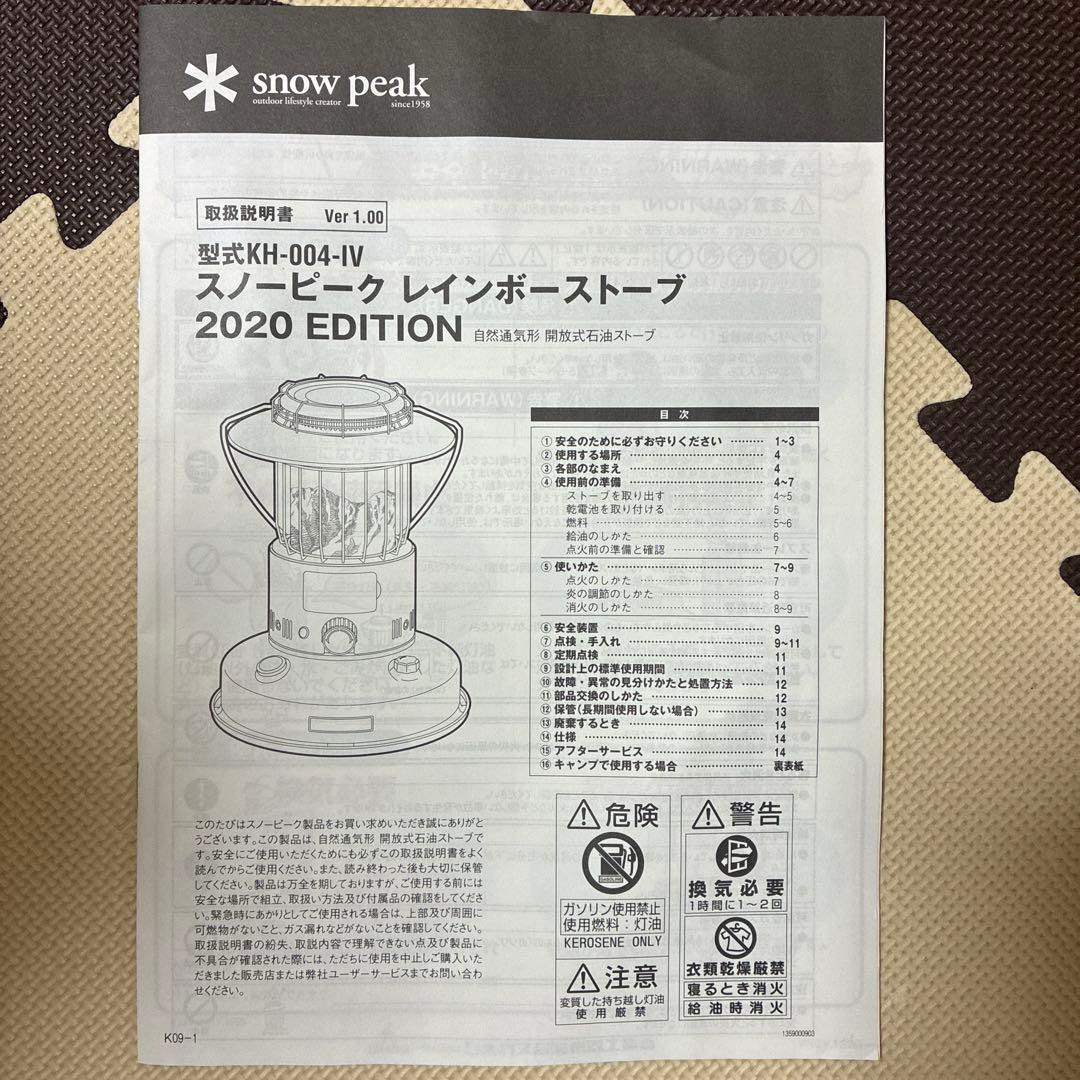 snow peak
outdoor lifestyle creator since1958
取扱説明書 Ver 1.00
型式KH-004-IV
スノーピーク レインボーストーブ
2020 EDITION 自然通気形 開放式石油ストーブ
目 次
① 安全のために必ずお守りください ……… 1~3
② 使用する場所 ……… 4
③ 各部のなまえ ……… 4
④ 使用前の準備 ……… 4~7
ストーブを取り出す ……… 4~5
乾電池を取り付ける ……… 5
燃料 ……… 5~6
給油のしかた ……… 6
点火前の準備と確認 ……… 7
⑤ 使いかた ……… 7~9
点火のしかた ……… 7
炎の調節のしかた ……… 8
消火のしかた ……… 8~9
⑥ 安全装置 ……… 9
⑦ 点検・手入れ ……… 9~11
⑧ 定期点検 ……… 11
⑨ 設計上の標準使用期間 ……… 11
⑩ 故障・異常の見分けかたと処置方法 …… 12
⑪ 部品交換のしかた ……… 12
⑫ 保管(長期間使用しない場合) ……… 13
⑬ 廃棄するとき ……… 14
⑭ 仕様 ……… 14
⑮ アフターサービス ……… 14
⑯ キャンプで使用する場合 ……… 裏表紙
このたびはスノーピーク製品をお買い求めいただき誠にありがと
うございます。この製品は、自然通気形 開放式石油ストーブで
す。安全にご使用いただくためにも必ずこの取扱説明書をよく
読んでからご使用ください。また、読み終わった後も大切に保管
してください。製品は万全を期しておりますが、ご使用する前には
安全な場所で組立、取扱い方法及び付属品の確認をしてくださ
い。緊急時にあかりとしてご使用される場合は、上部及び周囲に
可燃物がないこと、ガス漏れなどがないことを確認してください。
取扱説明書の紛失、取説内容で理解できない点及び製品に
不具合が確認された際には、ただちに使用を中止しご購入いた
だきました販売店または弊社ユーザーサービスまでお問い合わ
せください。
危険
GASOLINE
ガソリン使用禁止
使用燃料:灯油
KEROSENE ONLY
注意
変質した持ち越し灯油
使用厳禁
警告
換気必要
1時間に1~2回
衣類乾燥厳禁
寝るとき消火
給油時消火
K09-1
1359000903